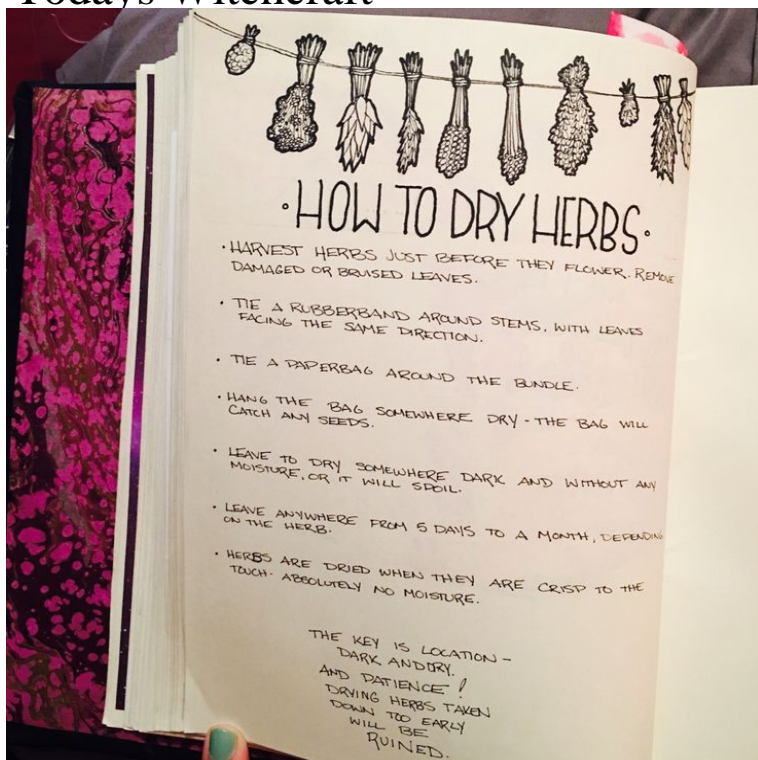 Todays Witchcraft
·HOW TO DRY HERBS·
·HARVEST HERBS JUST BEFORE THEY FLOWER. REMOVE
DAMAGED OR BRUISED LEAVES.
· TIE A RUBBERBAND AROUND STEMS, WITH LEAVES
FACING THE SAME DIRECTION.
· TIE A PAPERBAG AROUND THE BUNDLE.
·HANG THE BAG SOMEWHERE DRY - THE BAG WILL
CATCH ANY SEEDS.
· LEAVE TO DRY SOMEWHERE DARK AND WITHOUT ANY
MOISTURE, OR IT WILL SPOIL.
· LEAVE ANYWHERE FROM 5 DAYS TO A MONTH, DEPENDING
ON THE HERB.
·HERBS ARE DRIED WHEN THEY ARE CRISP TO THE
TOUCH- ABSOLUTELY NO MOISTURE.
THE KEY IS LOCATION -
DARK AND DRY.
AND PATIENCE!
DRYING HERBS TAKEN
DOWN TOO EARLY
WILL BE
RUINED.